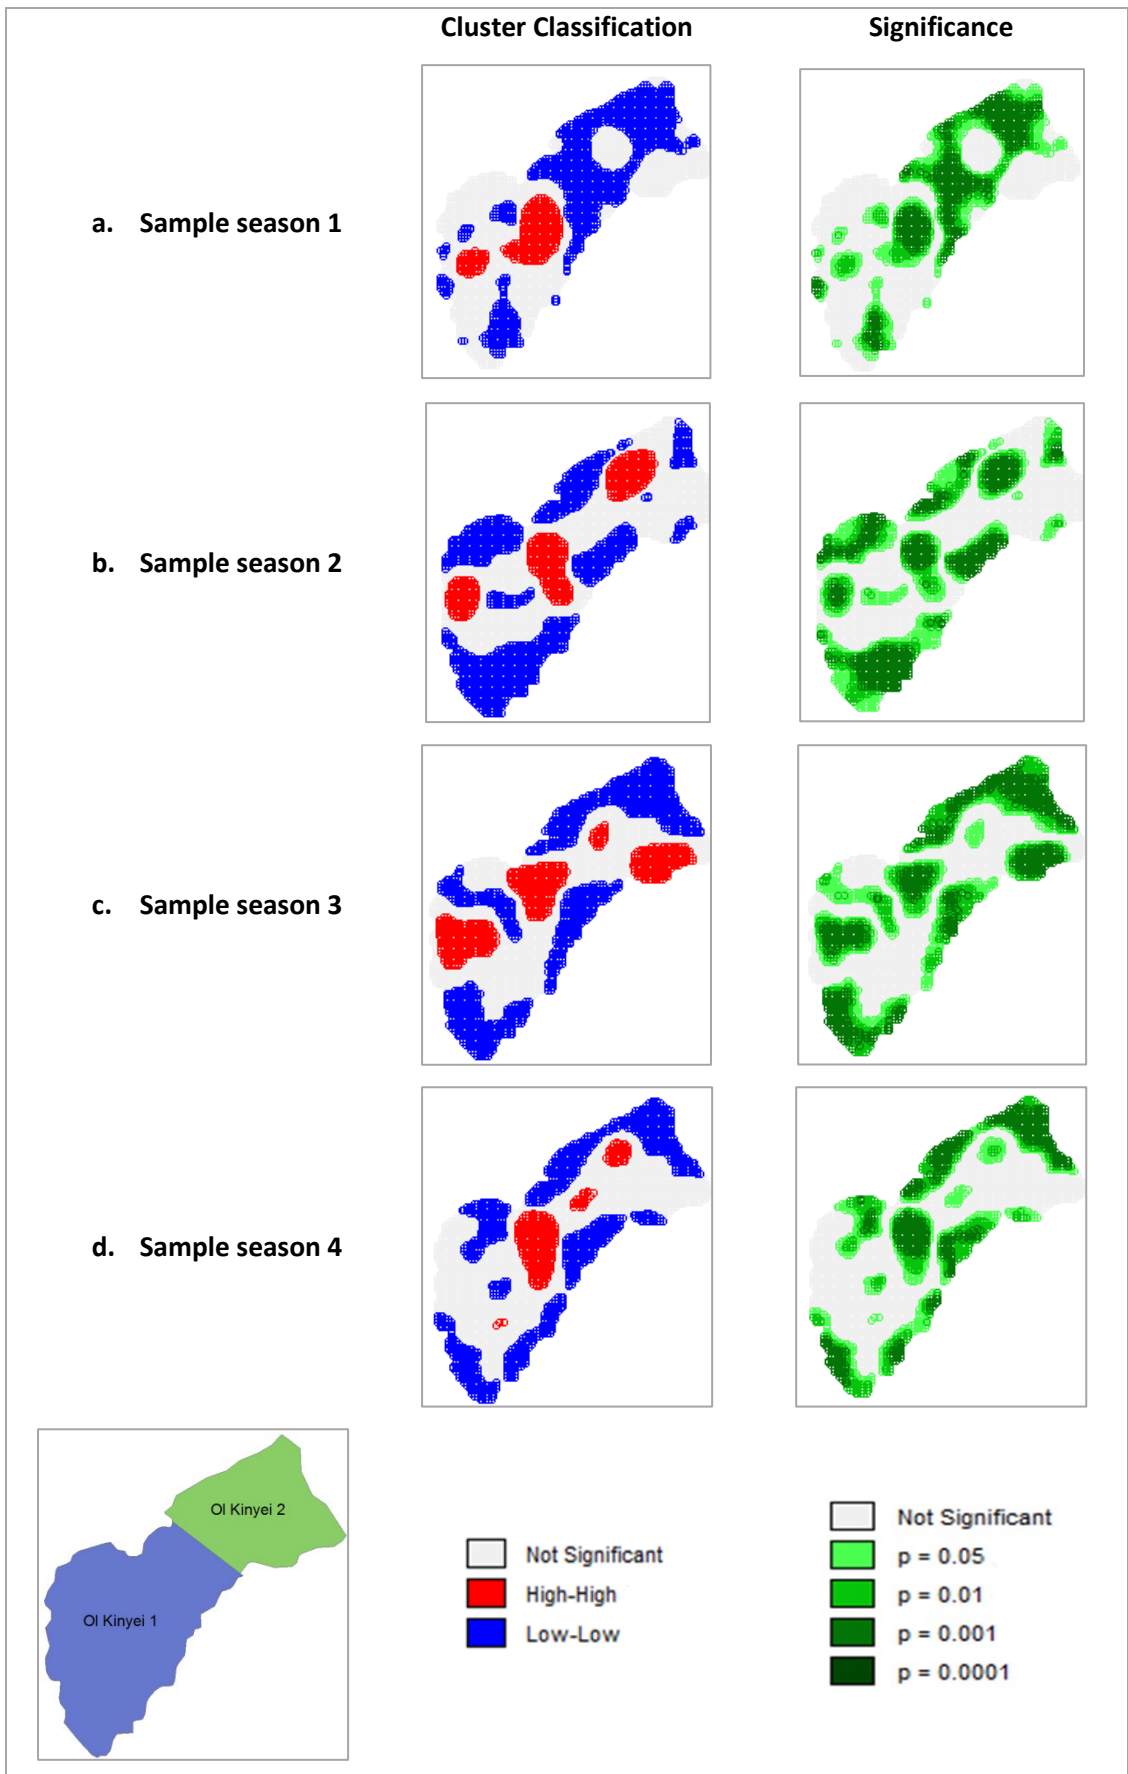 Cluster Classification
Significance
a. Sample season 1
b. Sample season 2
c. Sample season 3
d. Sample season 4
Ol Kinyei 2
Ol Kinyei 1
Not Significant
High-High
Low-Low
Not Significant
p = 0.05
p = 0.01
p = 0.001
p = 0.0001